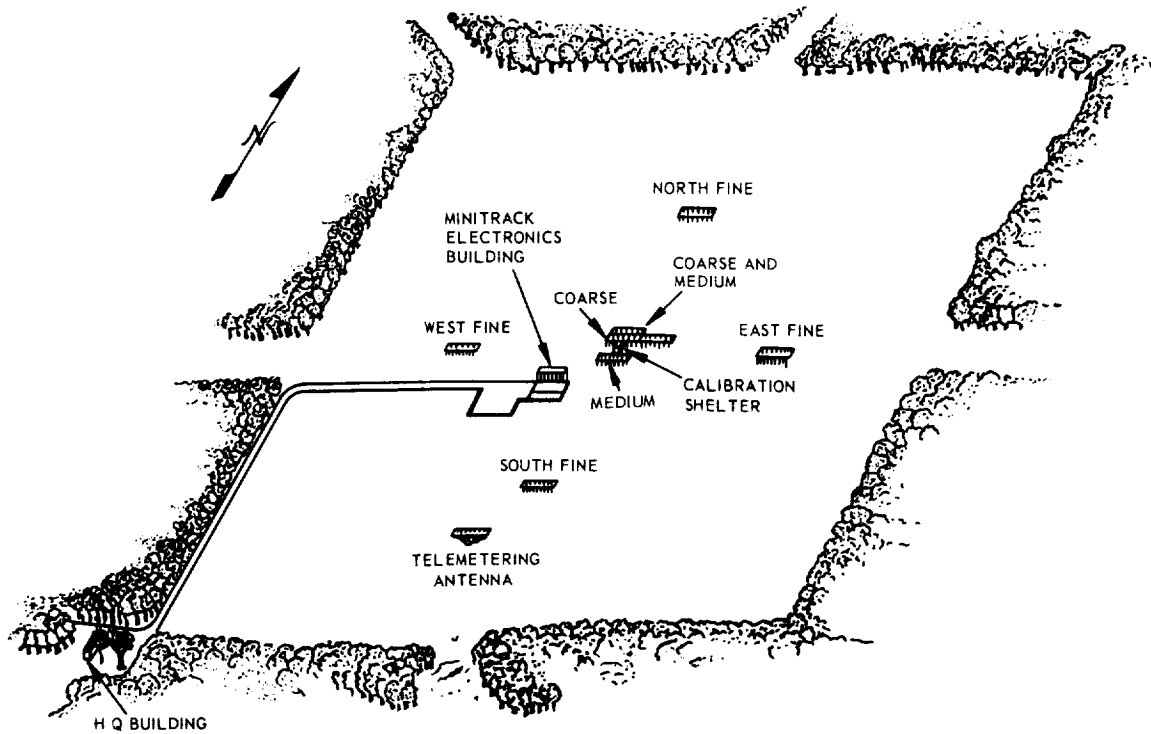 N
NORTH FINE
MINITRACK
ELECTRONICS
BUILDING
COARSE AND
MEDIUM
COARSE
WEST FINE
EAST FINE
CALIBRATION
SHELTER
MEDIUM
SOUTH FINE
TELEMETERING
ANTENNA
H Q BUILDING